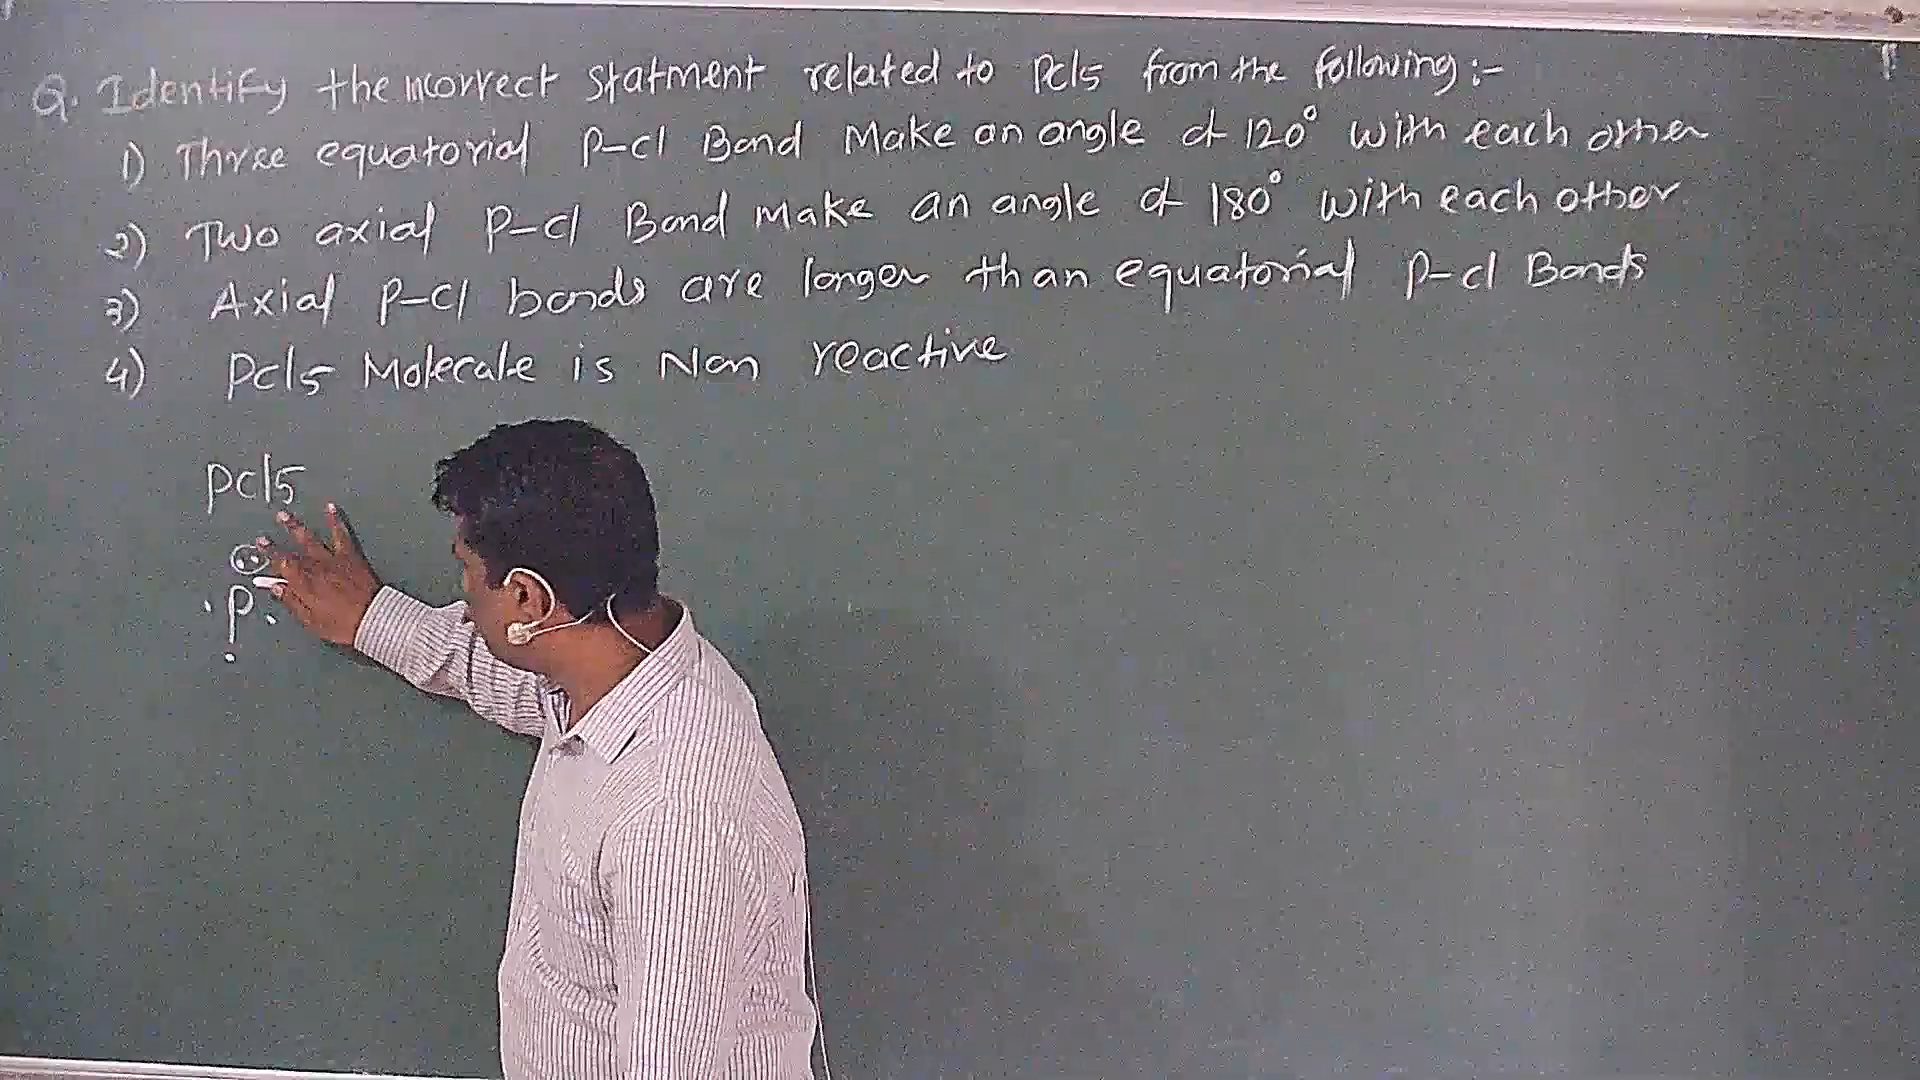 Q. Identify the incorrect statment related to PCl5 from the following :-
1) Three equatorial P-Cl Bond Make an angle of 120° with each other
2) Two axial P-Cl Bond Make an angle of 180° with each other.
3) Axial P-Cl bonds are longer than equatorial P-Cl Bonds
4) PCl5 Molecule is Non reactive
PCl5
P